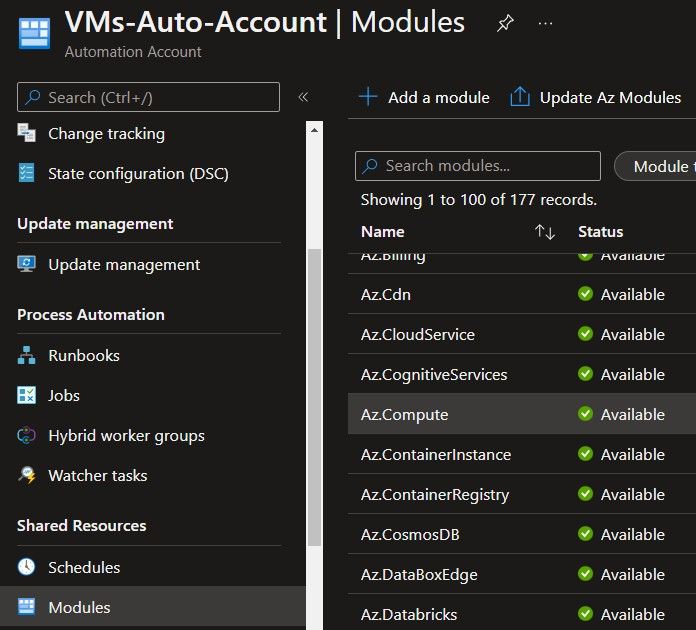 VMs-Auto-Account | Modules
Automation Account
Search (Ctrl+/)
Change tracking
State configuration (DSC)
Update management
Update management
Process Automation
Runbooks
Jobs
Hybrid worker groups
Watcher tasks
Shared Resources
Schedules
Modules
Add a module
Update Az Modules
Search modules...
Module t
Showing 1 to 100 of 177 records.
Name Status
Az.Billing Available
Az.Cdn Available
Az.CloudService Available
Az.CognitiveServices Available
Az.Compute Available
Az.ContainerInstance Available
Az.ContainerRegistry Available
Az.CosmosDB Available
Az.DataBoxEdge Available
Az.Databricks Available